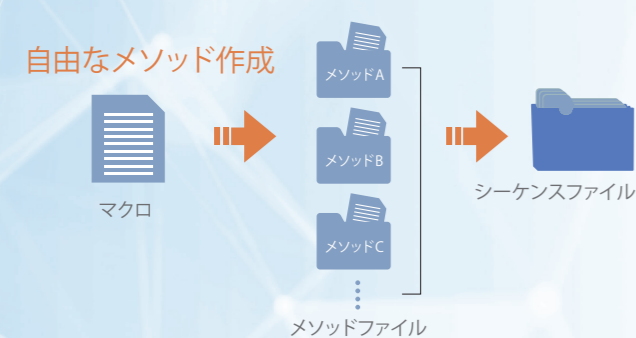 自由なメソッド作成
マクロ
メソッドA
メソッドB
メソッドC
メソッドファイル
シーケンスファイル